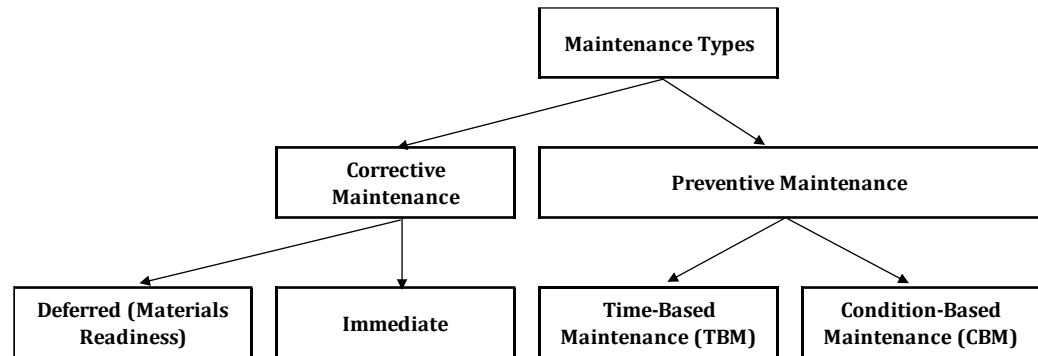 Maintenance Types
Corrective
Maintenance
Preventive Maintenance
Deferred (Materials
Readiness)
Immediate
Time-Based
Maintenance (TBM)
Condition-Based
Maintenance (CBM)